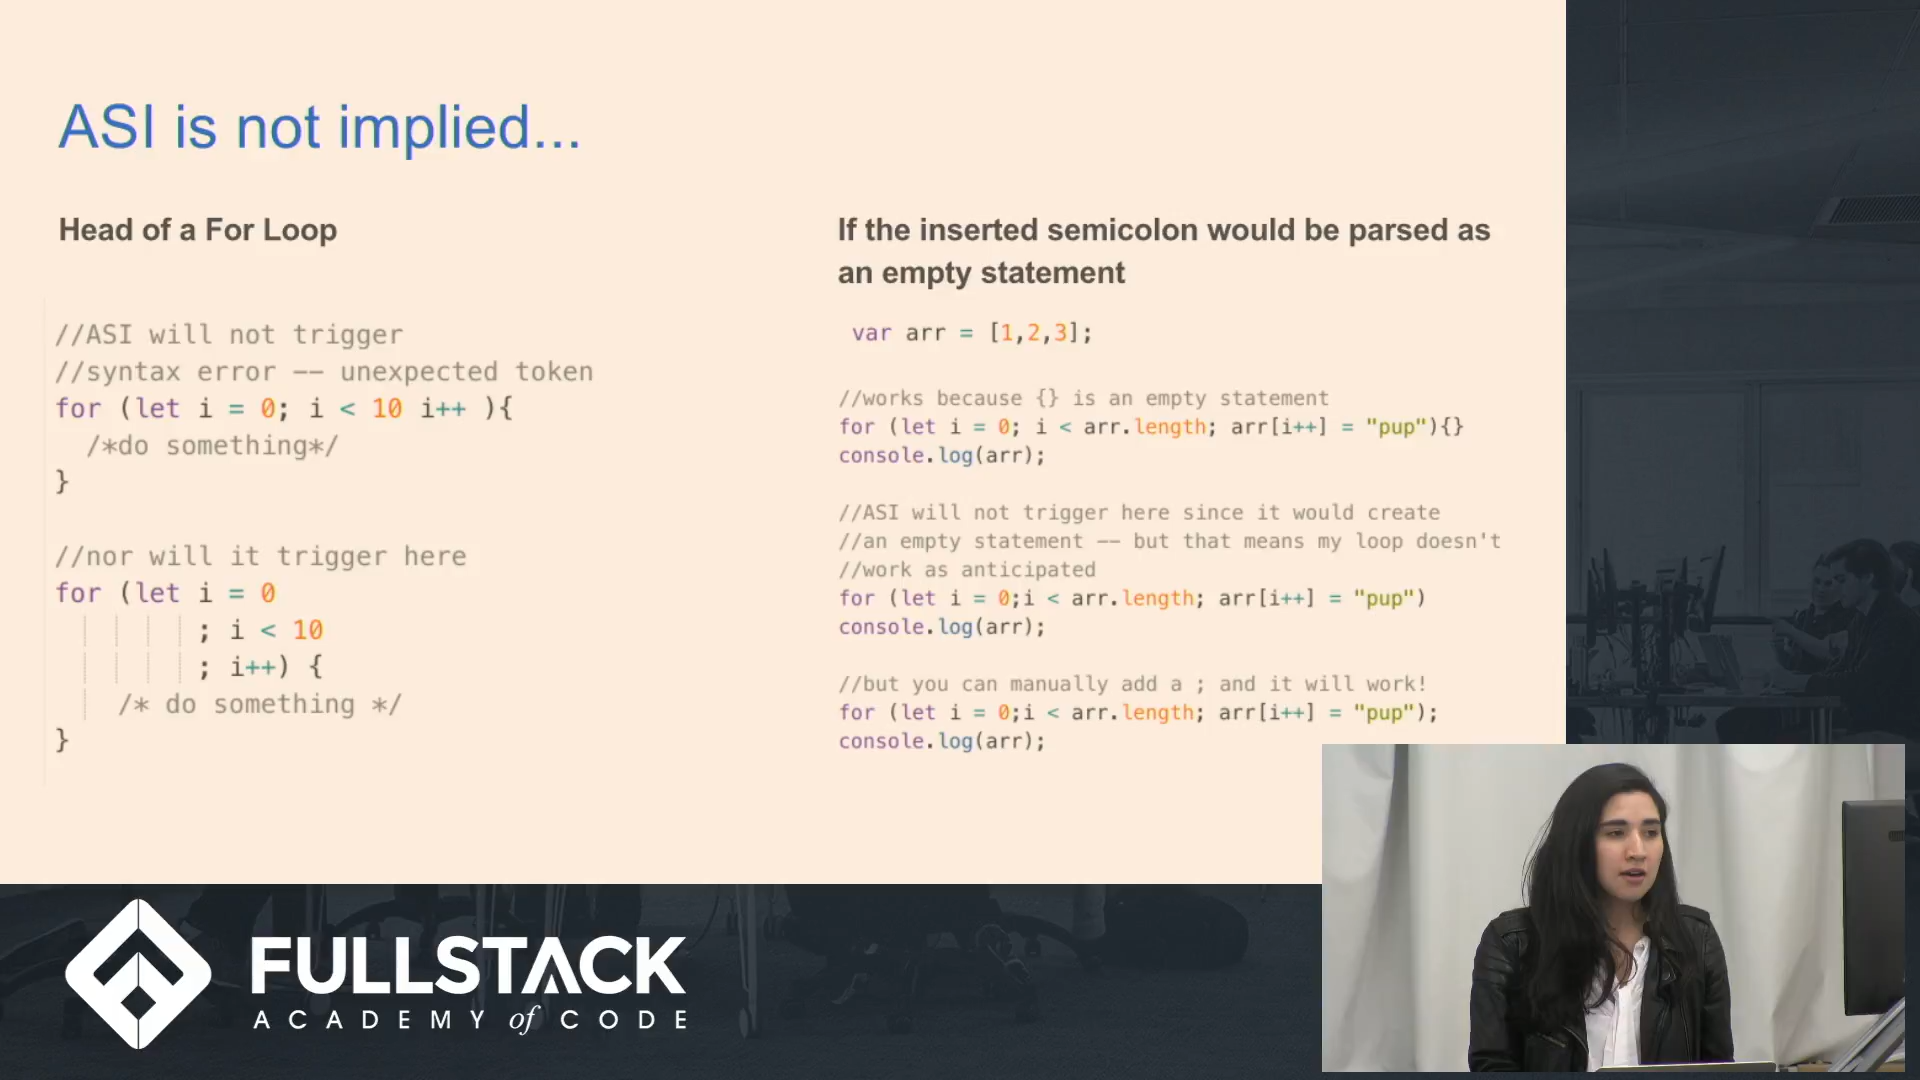 ASI is not implied...
Head of a For Loop
//ASI will not trigger
//syntax error -- unexpected token
for (let i = 0; i < 10 i++ ){
/*do something*/
}
//nor will it trigger here
for (let i = 0
; i < 10
; i++) {
/* do something */
}
If the inserted semicolon would be parsed as
an empty statement
var arr = [1,2,3];
//works because {} is an empty statement
for (let i = 0; i < arr.length; arr[i++] = "pup"){}
console.log(arr);
//ASI will not trigger here since it would create
//an empty statement -- but that means my loop doesn't
//work as anticipated
for (let i = 0;i < arr.length; arr[i++] = "pup")
console.log(arr);
//but you can manually add a ; and it will work!
for (let i = 0;i < arr.length; arr[i++] = "pup");
console.log(arr);
FULLSTACK
ACADEMY of CODE